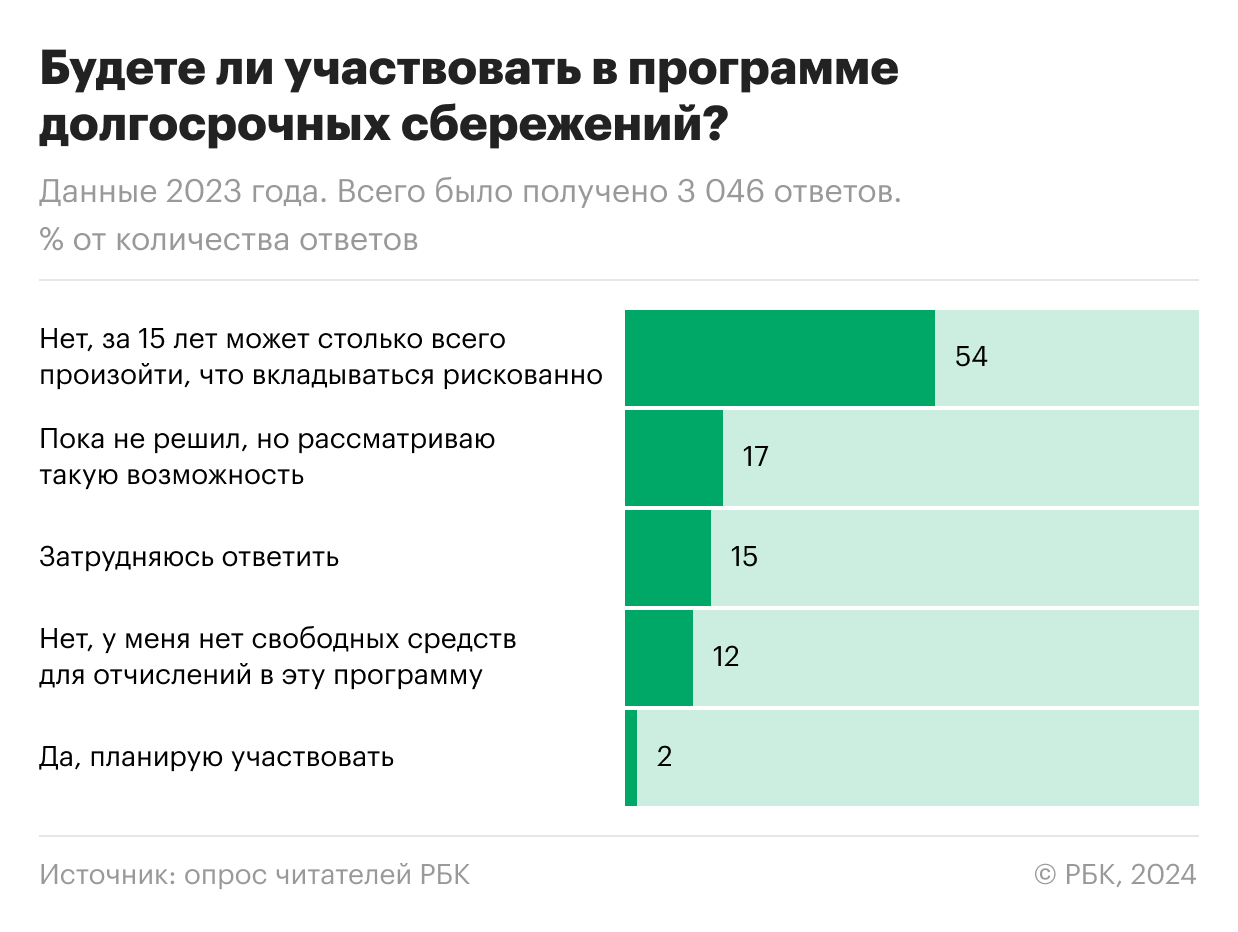 Будете ли участвовать в программе
долгосрочных сбережений?
Данные 2023 года. Всего было получено 3 046 ответов.
% от количества ответов
Нет, за 15 лет может столько всего
произойти, что вкладываться рискованно
54
Пока не решил, но рассматриваю
такую возможность
17
Затрудняюсь ответить
15
Нет, у меня нет свободных средств
для отчислений в эту программу
12
Да, планирую участвовать
2
Источник: опрос читателей РБК
© РБК, 2024